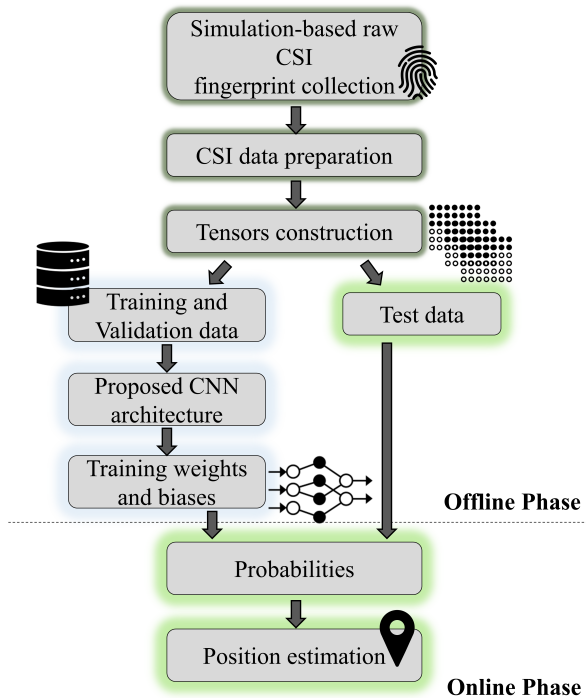 Simulation-based raw
CSI
fingerprint collection
CSI data preparation
Tensors construction
Training and
Validation data
Test data
Proposed CNN
architecture
Training weights
and biases
Offline Phase
Probabilities
Position estimation
Online Phase